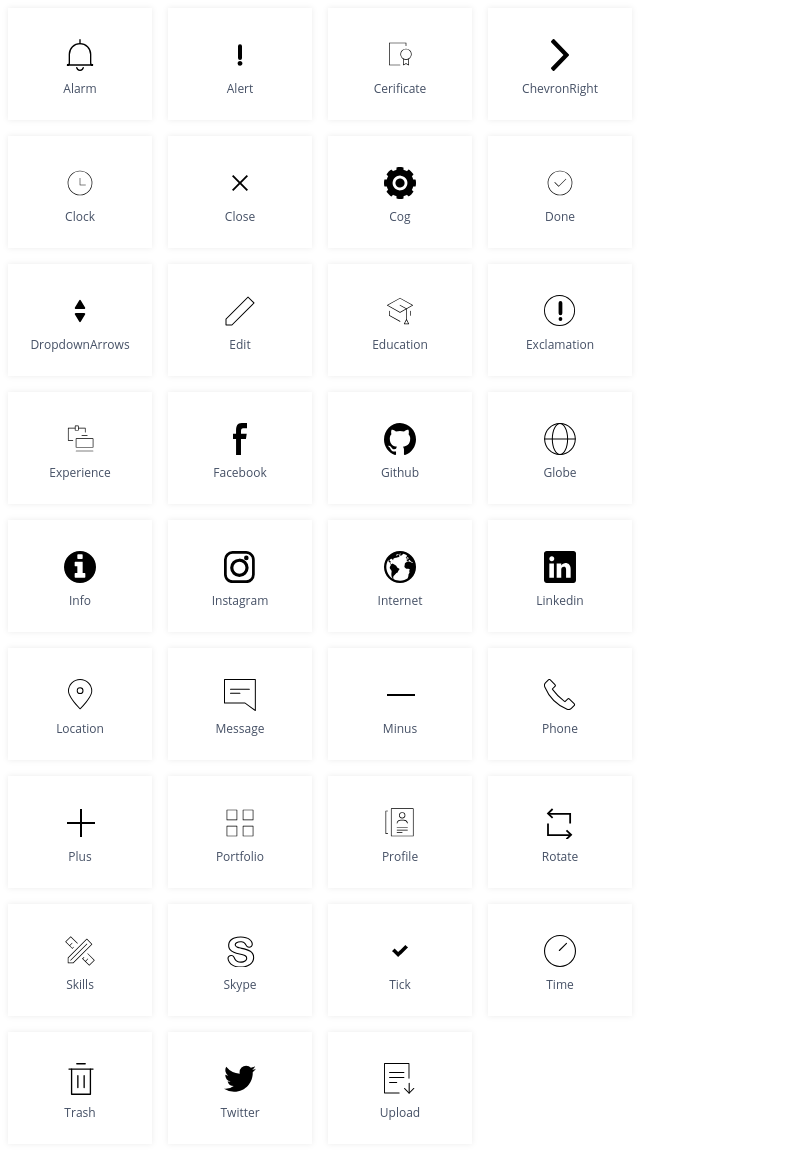 Alarm
Alert
Cerificate
ChevronRight
Clock
Close
Cog
Done
DropdownArrows
Edit
Education
Exclamation
Experience
Facebook
Github
Globe
Info
Instagram
Internet
Linkedin
Location
Message
Minus
Phone
Plus
Portfolio
Profile
Rotate
Skills
Skype
Tick
Time
Trash
Twitter
Upload